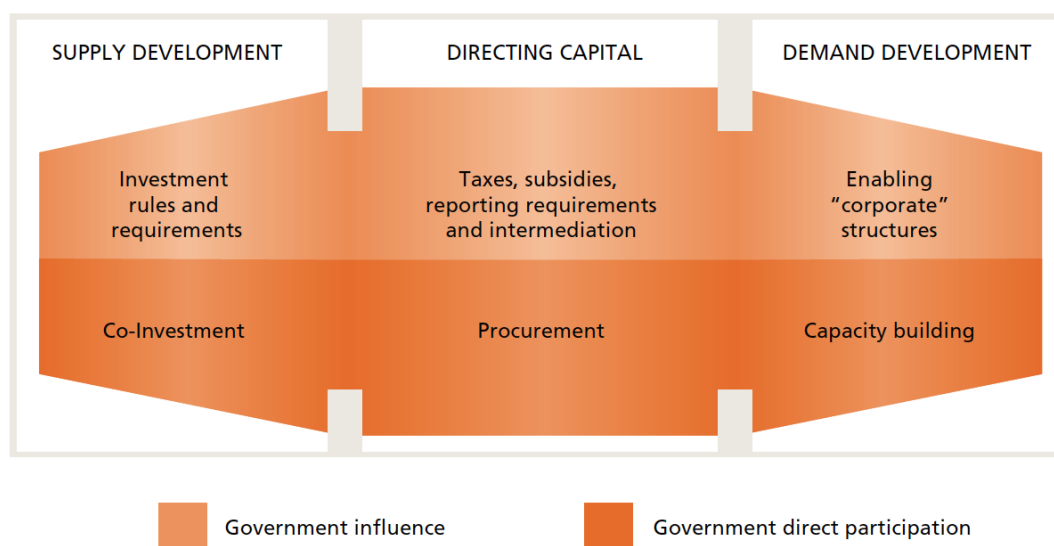 SUPPLY DEVELOPMENT
DIRECTING CAPITAL
DEMAND DEVELOPMENT
Investment
rules and
requirements
Taxes, subsidies,
reporting requirements
and intermediation
Enabling
“corporate”
structures
Co-Investment
Procurement
Capacity building
Government influence
Government direct participation